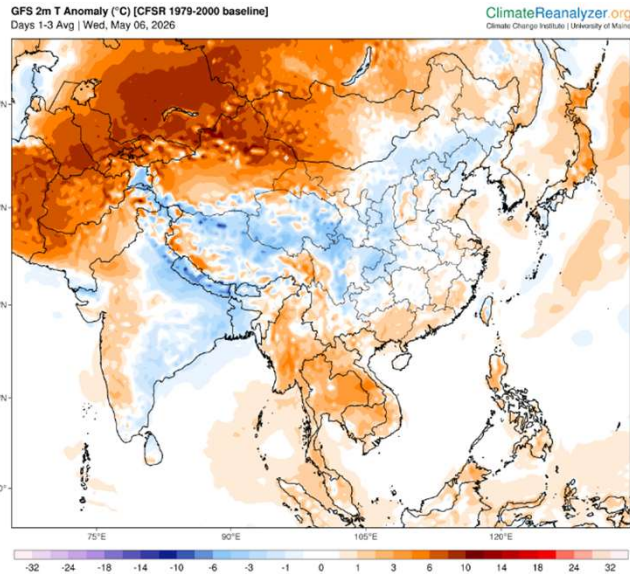 GFS 2m T Anomaly (°C) [CFSR 1979-2000 baseline]
ClimateReanalyzer.org
Days 1-3 Avg | Wed, May 06, 2026
Climate Change Institute | University of Maine
75°E 90°E 105°E 120°E
-32 -24 -18 -14 -10 -6 -3 -1 0 1 3 6 10 14 18 24 32